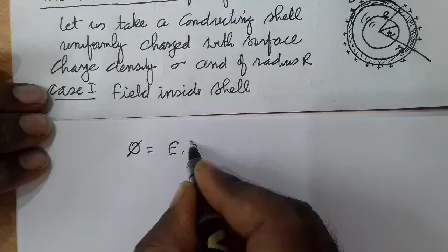 Let us take a conducting shell
uniformly charged with surface
charge density σ and of radius R
Case I Field inside shell
Ø = E.